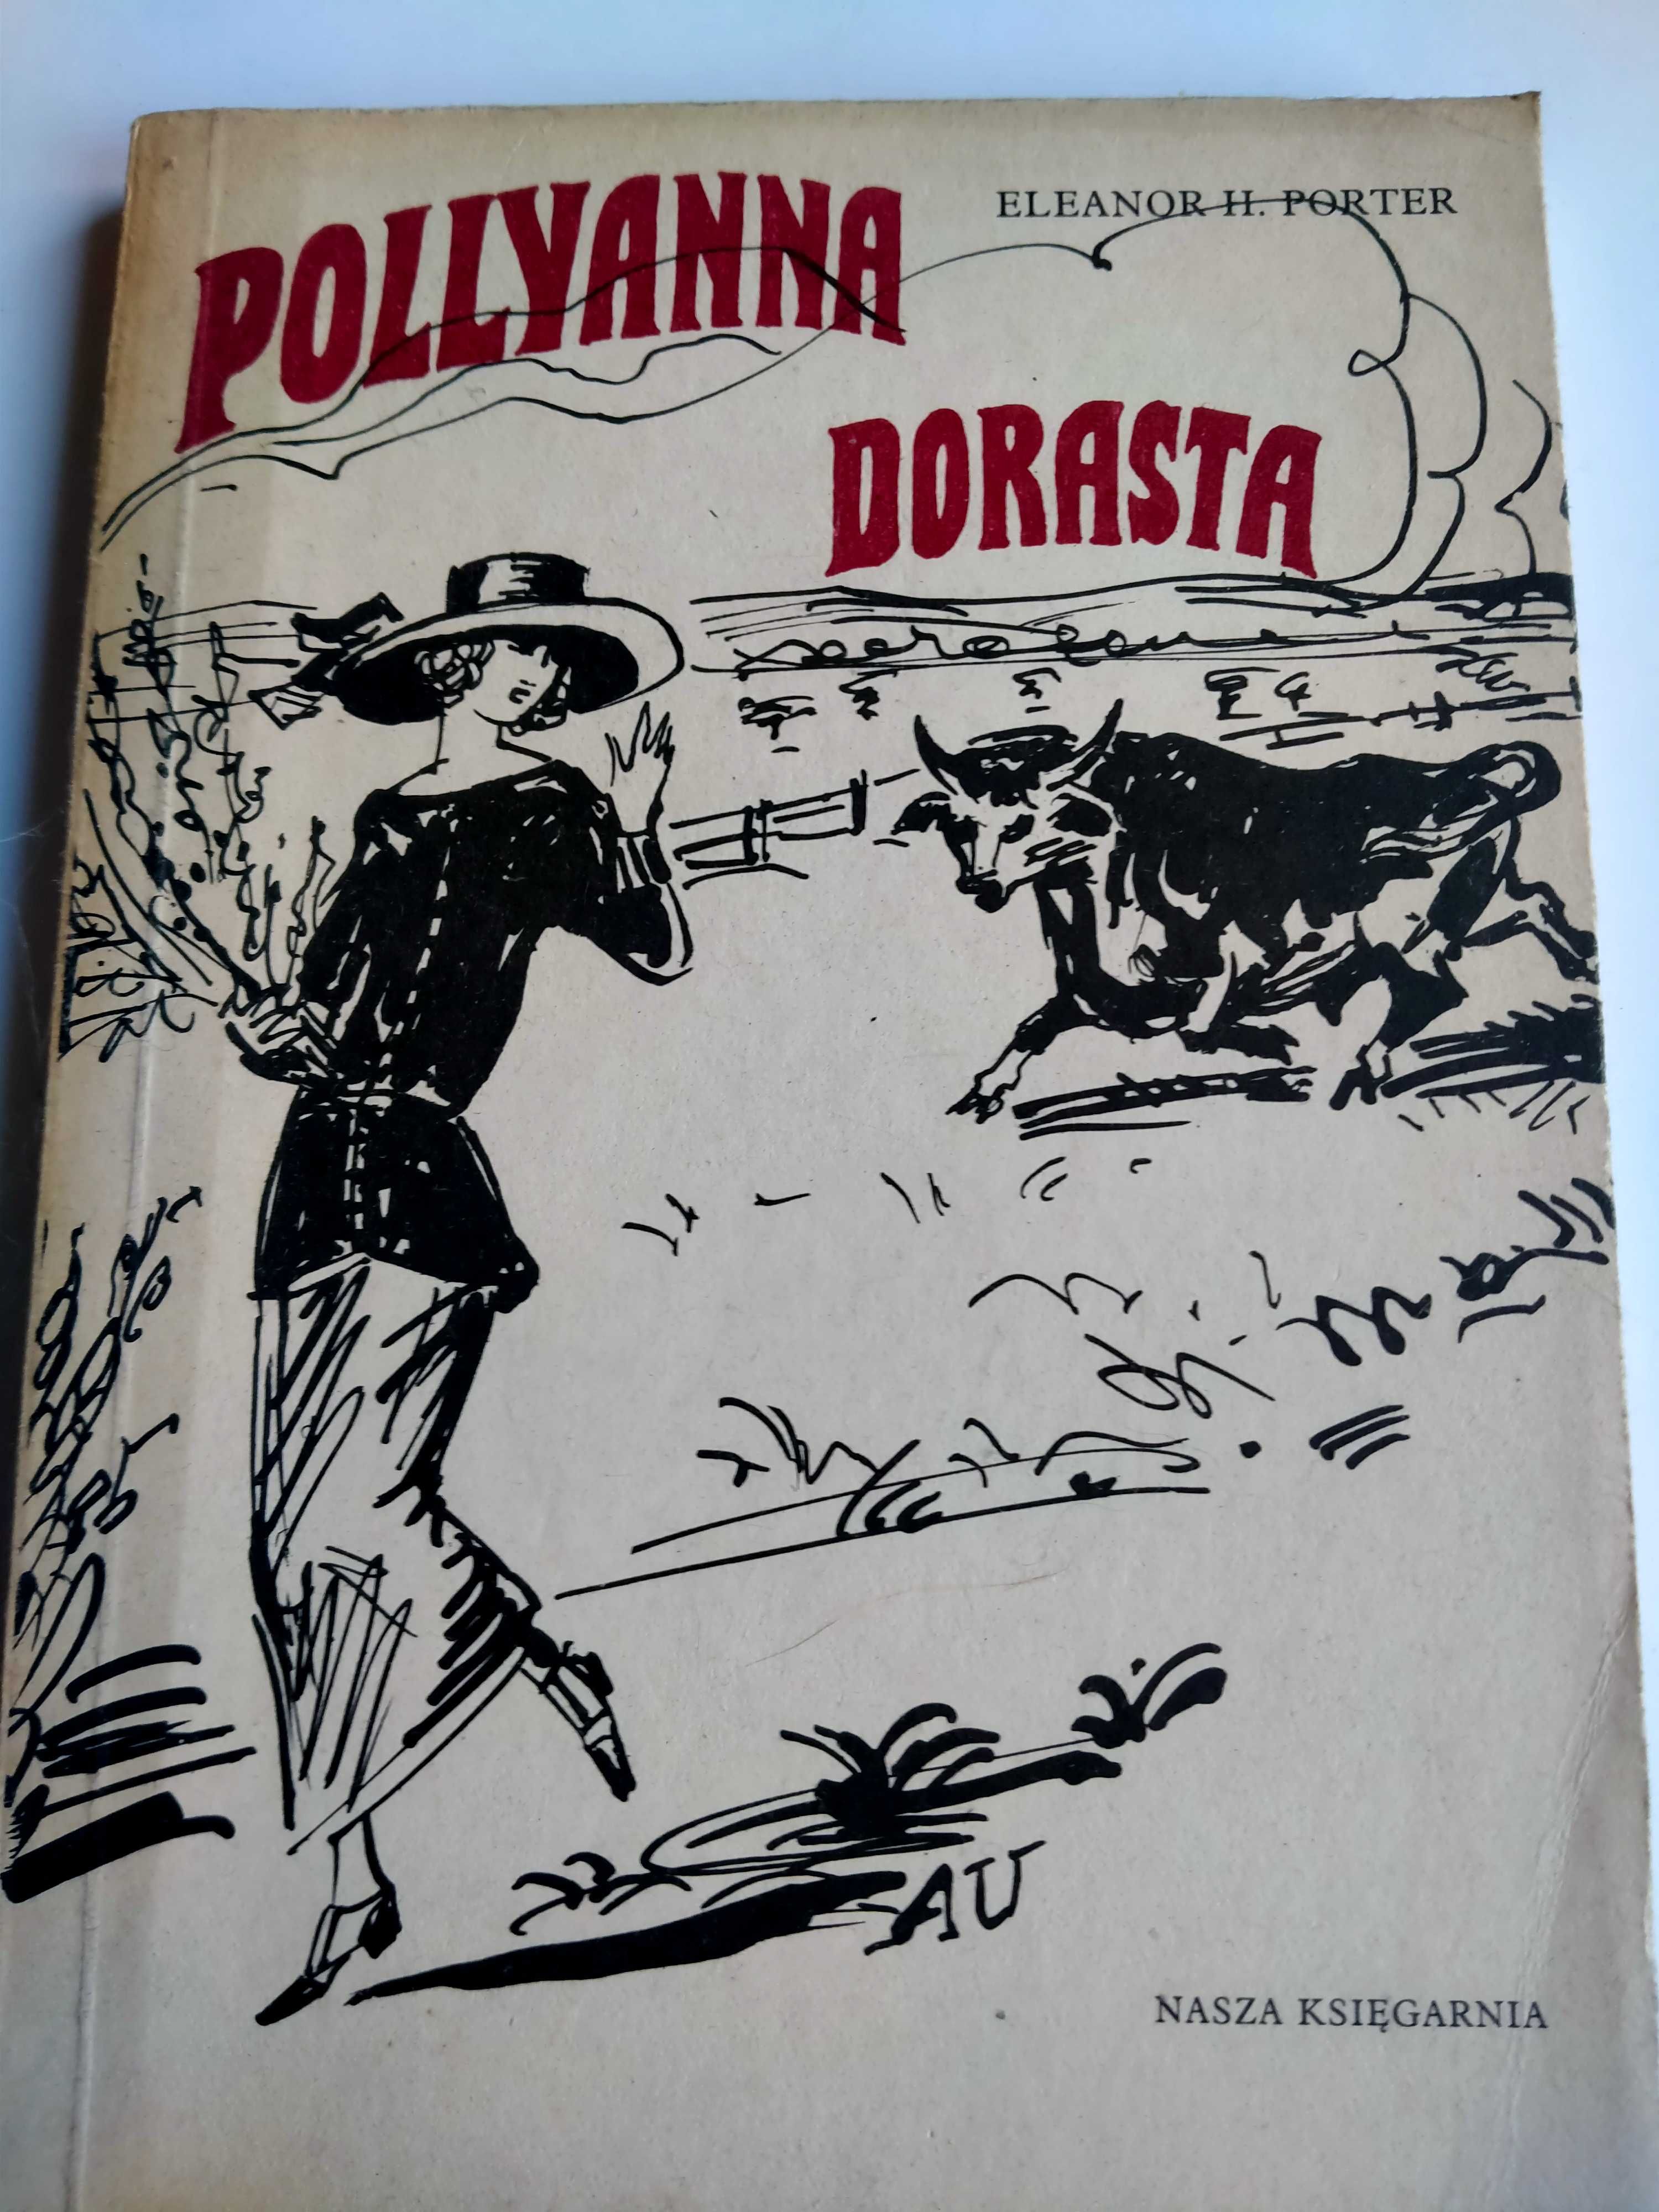 POLLYANNA
ELEANOR H. PORTER
DORASTA
AU
NASZA KSIĘGARNIA